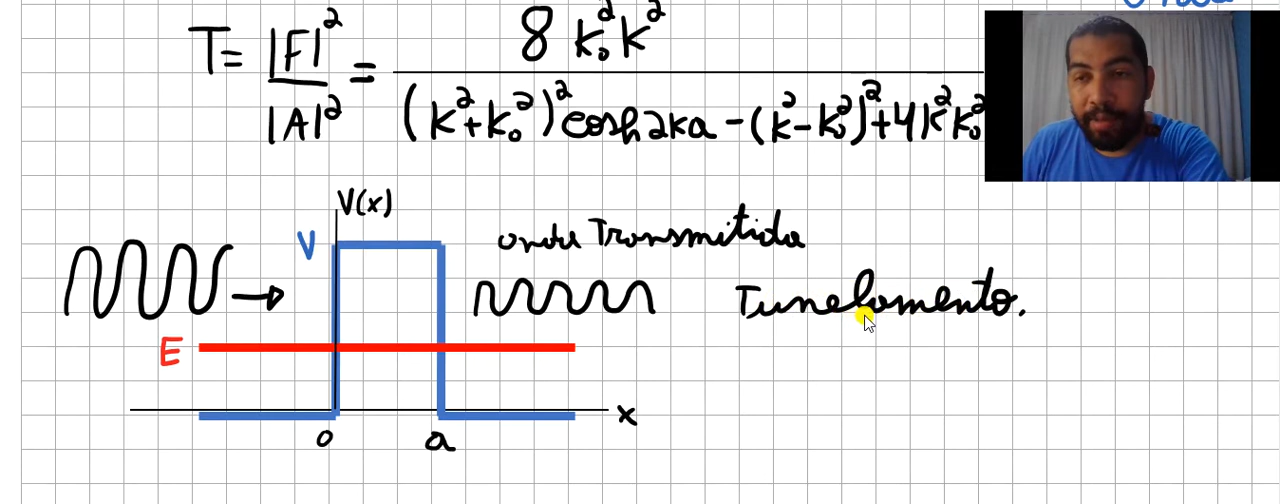 T = |F|² / |A|² = 8 k₀² k² / (k² + k₀²)² cosh 2ka - (k² - k₀²)² + 4k² k₀²
V(x)
V
onda Transmitida
Tunelamento.
E
x
0 a